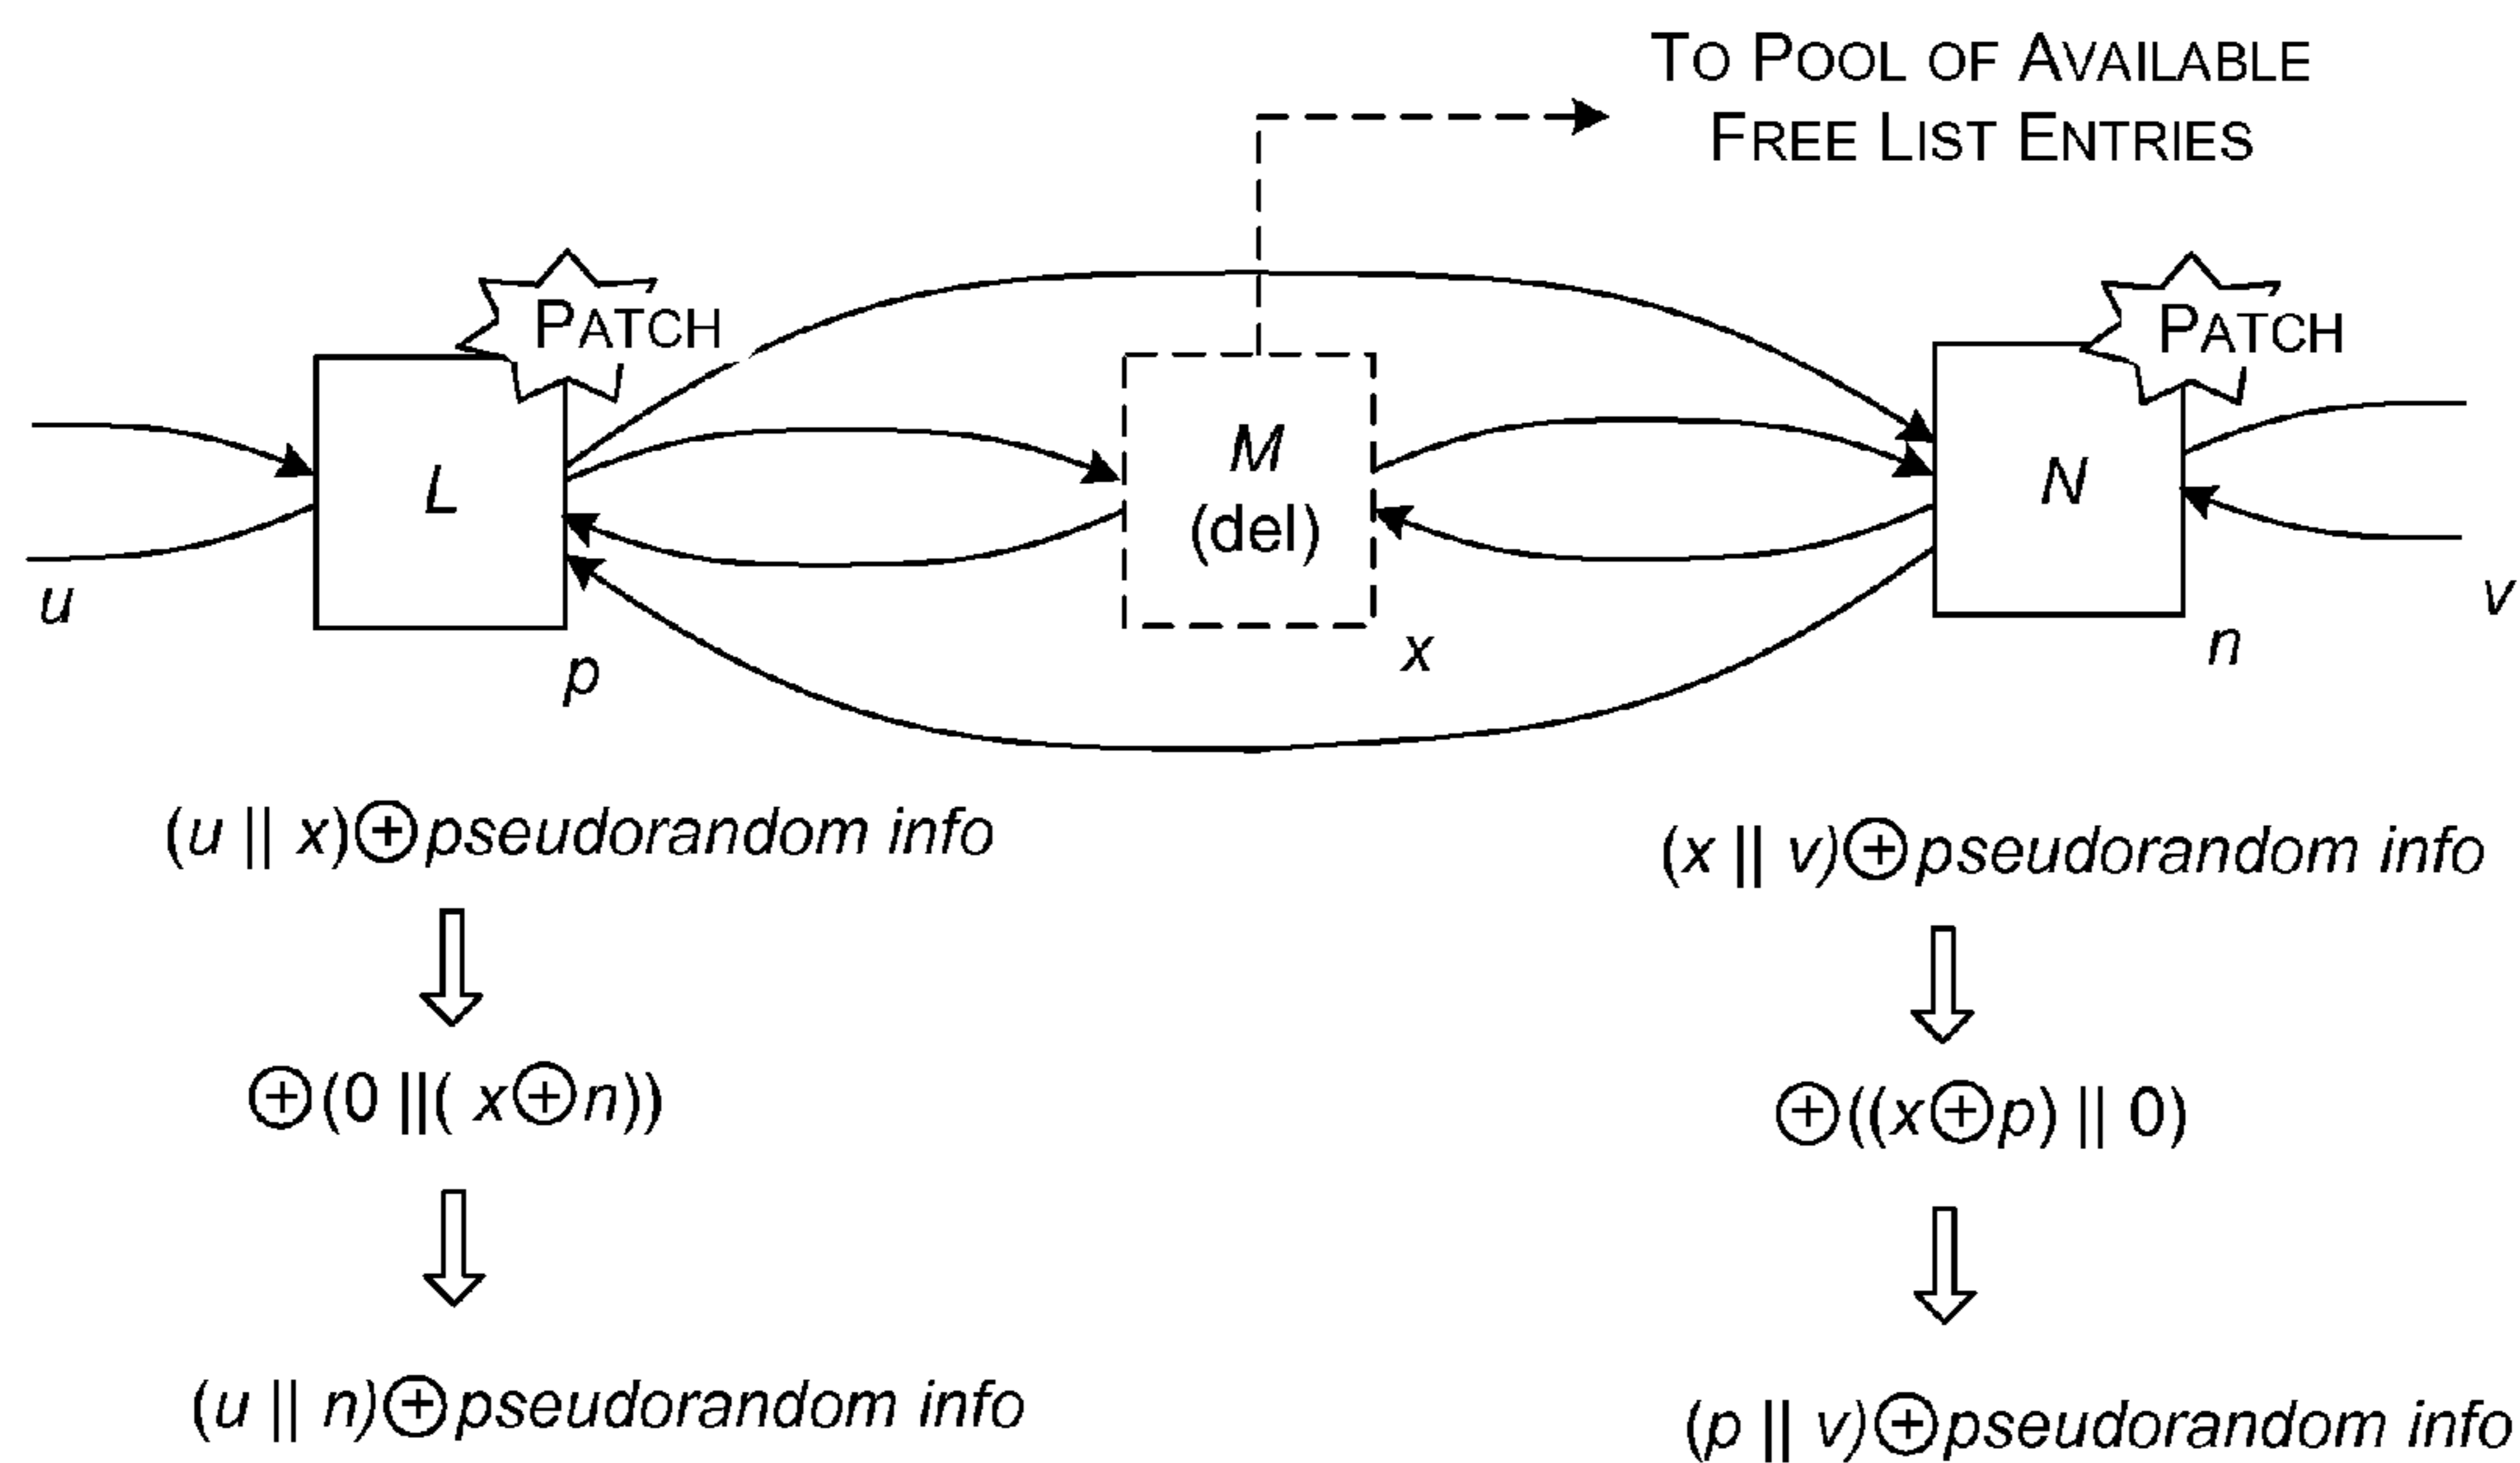 TO POOL OF AVAILABLE
FREE LIST ENTRIES
PATCH
PATCH
L
M
(del)
N
u
p
x
n
v
(u || x)⊕pseudorandom info
(x || v)⊕pseudorandom info
⊕(0 ||( x⊕n))
⊕((x⊕p) || 0)
(u || n)⊕pseudorandom info
(p || v)⊕pseudorandom info